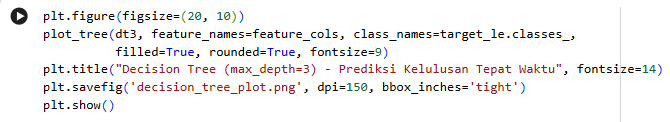 plt.figure(figsize=(20, 10))
plot_tree(dt3, feature_names=feature_cols, class_names=target_le.classes_,
          filled=True, rounded=True, fontsize=9)
plt.title("Decision Tree (max_depth=3) - Prediksi Kelulusan Tepat Waktu", fontsize=14)
plt.savefig('decision_tree_plot.png', dpi=150, bbox_inches='tight')
plt.show()